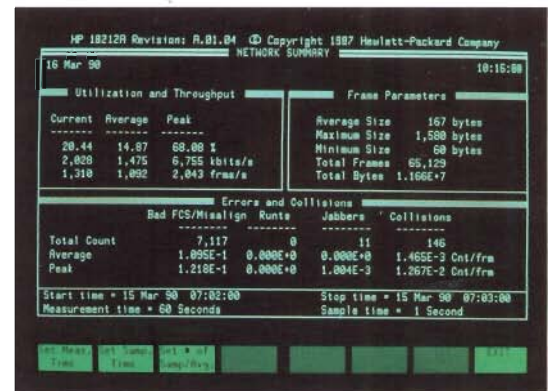 HP 18212A Revision: A.01.04 © Copyright 1987 Hewlett-Packard Company
NETWORK SUMMARY
16 Mar 90 10:16:00
Utilization and Throughput
Current Average Peak
20.44 14.87 68.08 %
2,028 1,475 6,755 kbits/s
1,310 1,092 2,043 frms/s
Frame Parameters
Average Size 167 bytes
Maximum Size 1,580 bytes
Minimum Size 60 bytes
Total Frames 65,129
Total Bytes 1.166E+7
Errors and Collisions
Bad FCS/Misalign Runts Jabbers Collisions
Total Count 7,117 0 11 146
Average 1.095E-1 0.000E+0 0.000E+0 1.465E-3 Cnt/frm
Peak 1.218E-1 0.000E+0 1.004E-3 1.267E-2 Cnt/frm
Start time = 15 Mar 90 07:02:00 Stop time = 15 Mar 90 07:03:00
Measurement time = 60 Seconds Sample time = 1 Second
Set Meas. Set Samp. Set # of EXIT
Time Time Samp/Avg.